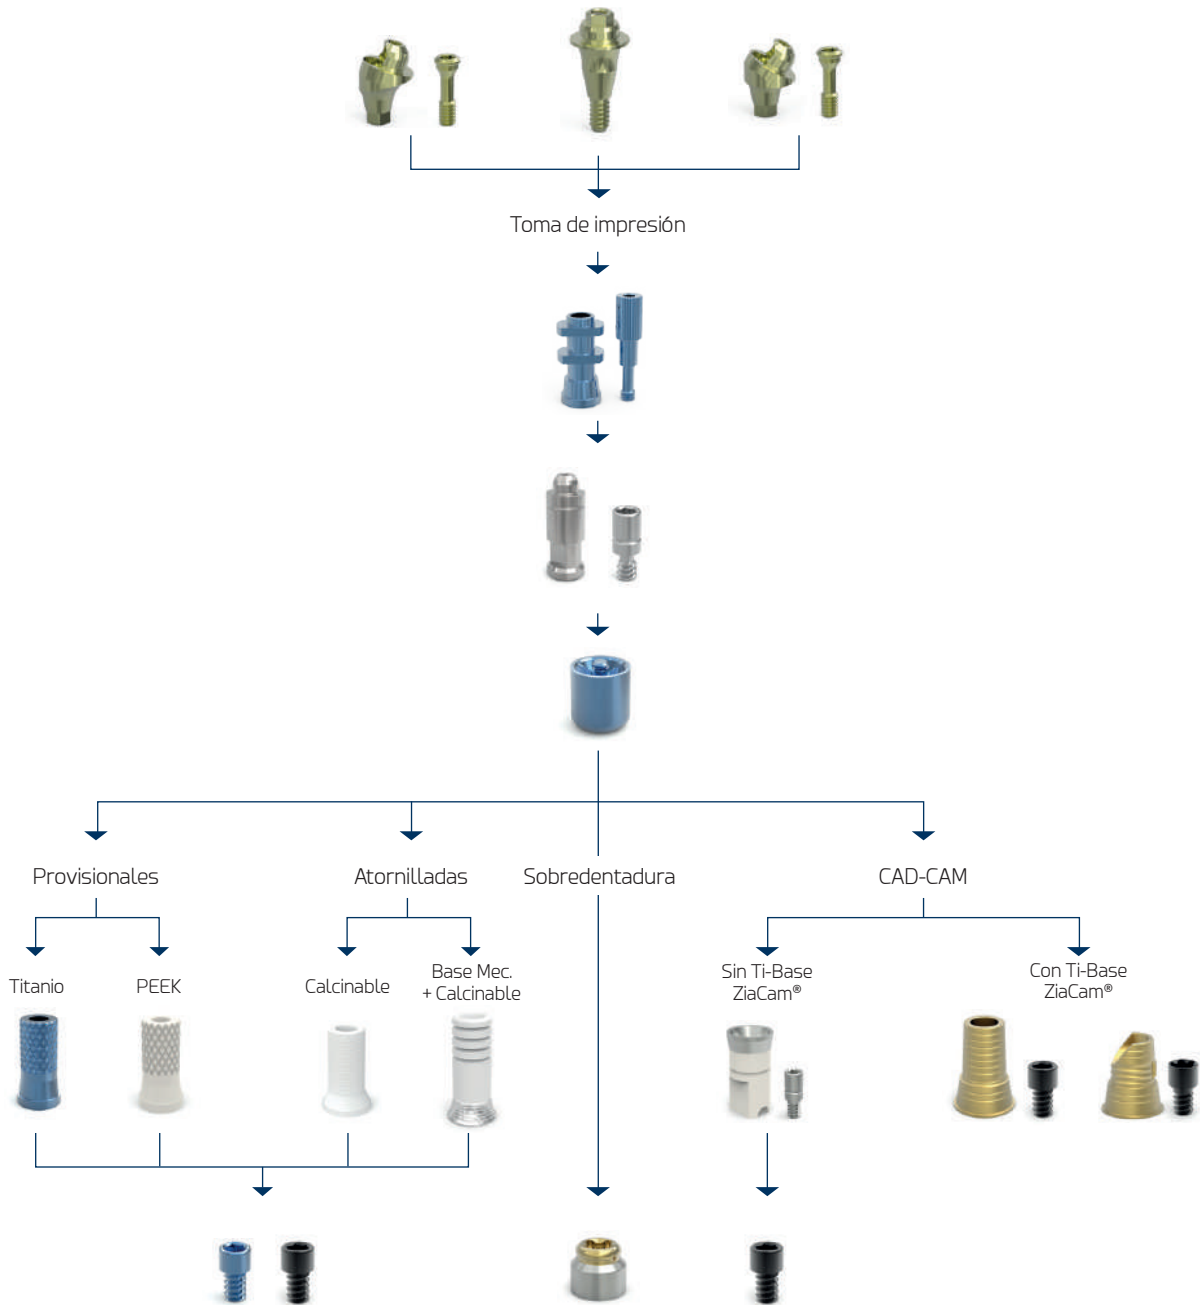 Toma de impresión
Provisionales
Atornilladas
Sobredentadura
CAD-CAM
Titanio
PEEK
Calcinable
Base Mec.
+ Calcinable
Sin Ti-Base
ZiaCam®
Con Ti-Base
ZiaCam®